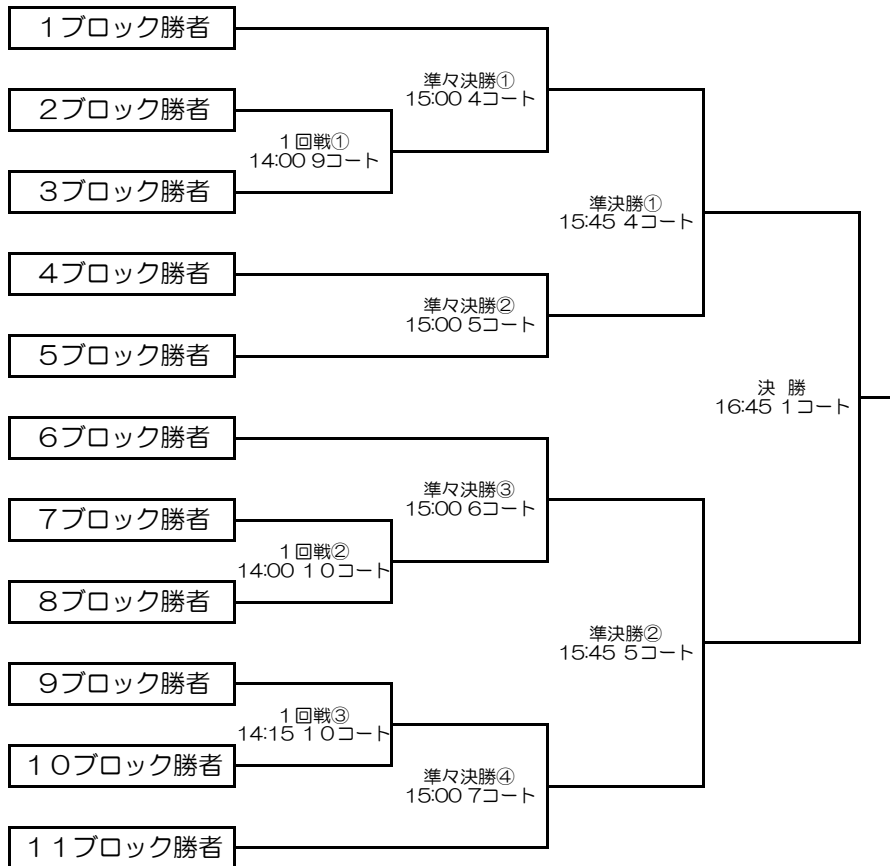 １ブロック勝者
準々決勝①
15:00 4コート
２ブロック勝者
１回戦①
14:00 9コート
３ブロック勝者
準決勝①
15:45 4コート
４ブロック勝者
準々決勝②
15:00 5コート
５ブロック勝者
決 勝
16:45 1コート
６ブロック勝者
準々決勝③
15:00 6コート
７ブロック勝者
１回戦②
14:00 １０コート
８ブロック勝者
準決勝②
15:45 5コート
９ブロック勝者
１回戦③
14:15 １０コート
１０ブロック勝者
準々決勝④
15:00 7コート
１１ブロック勝者